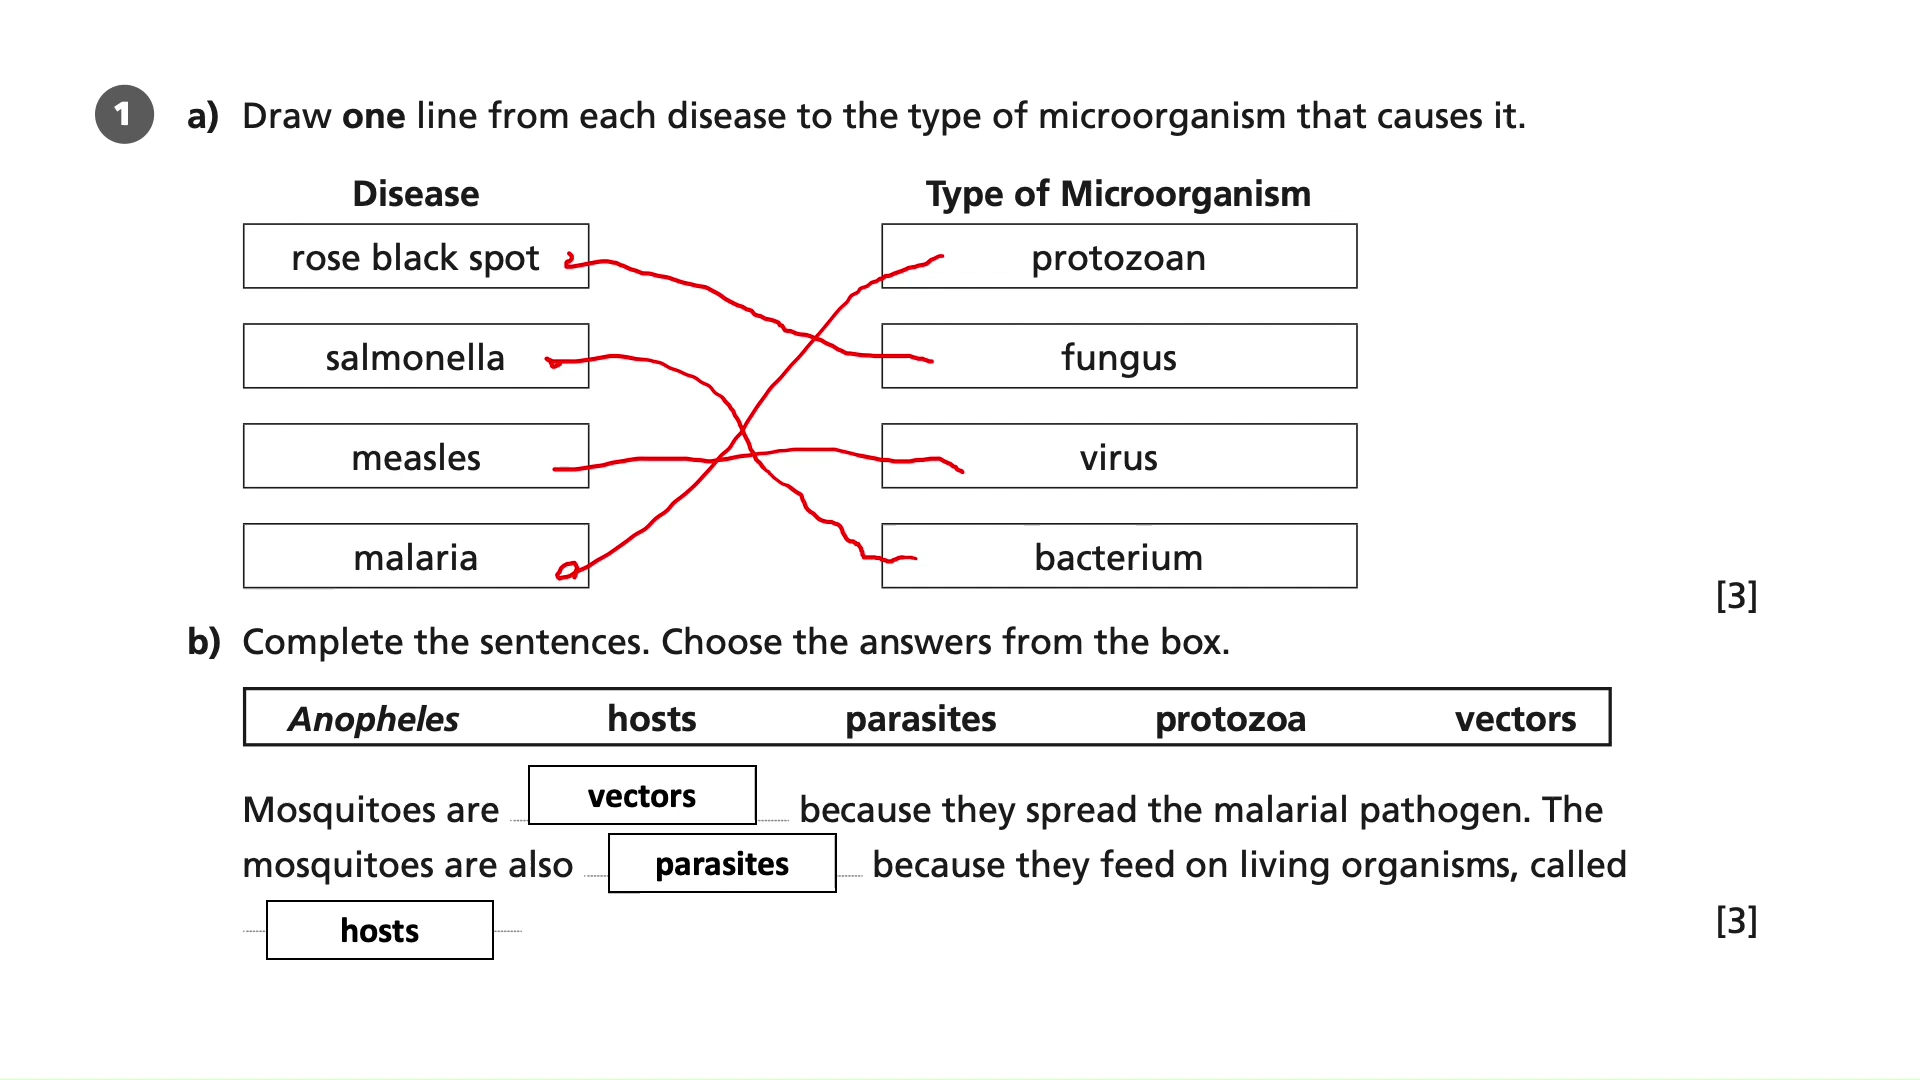 1 a) Draw one line from each disease to the type of microorganism that causes it.
Disease Type of Microorganism
rose black spot protozoan
salmonella fungus
measles virus
malaria bacterium
[3]
b) Complete the sentences. Choose the answers from the box.
Anopheles hosts parasites protozoa vectors
Mosquitoes are vectors because they spread the malarial pathogen. The
mosquitoes are also parasites because they feed on living organisms, called
hosts
[3]